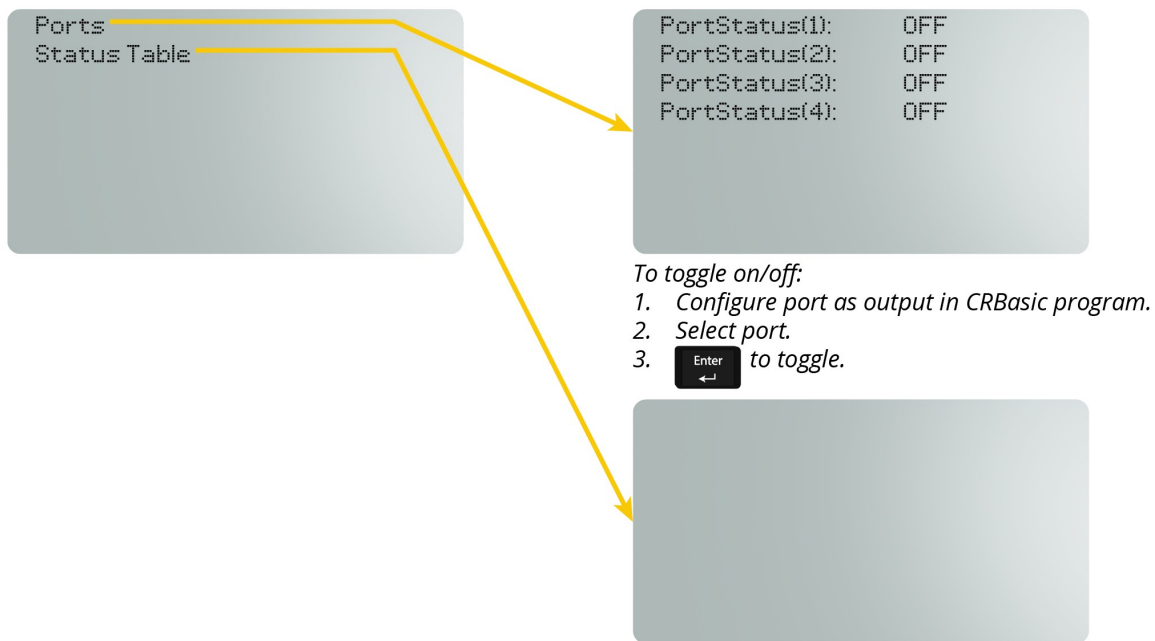 Ports
Status Table
PortStatus(1): OFF
PortStatus(2): OFF
PortStatus(3): OFF
PortStatus(4): OFF
To toggle on/off:
1. Configure port as output in CRBasic program.
2. Select port.
3. Enter to toggle.